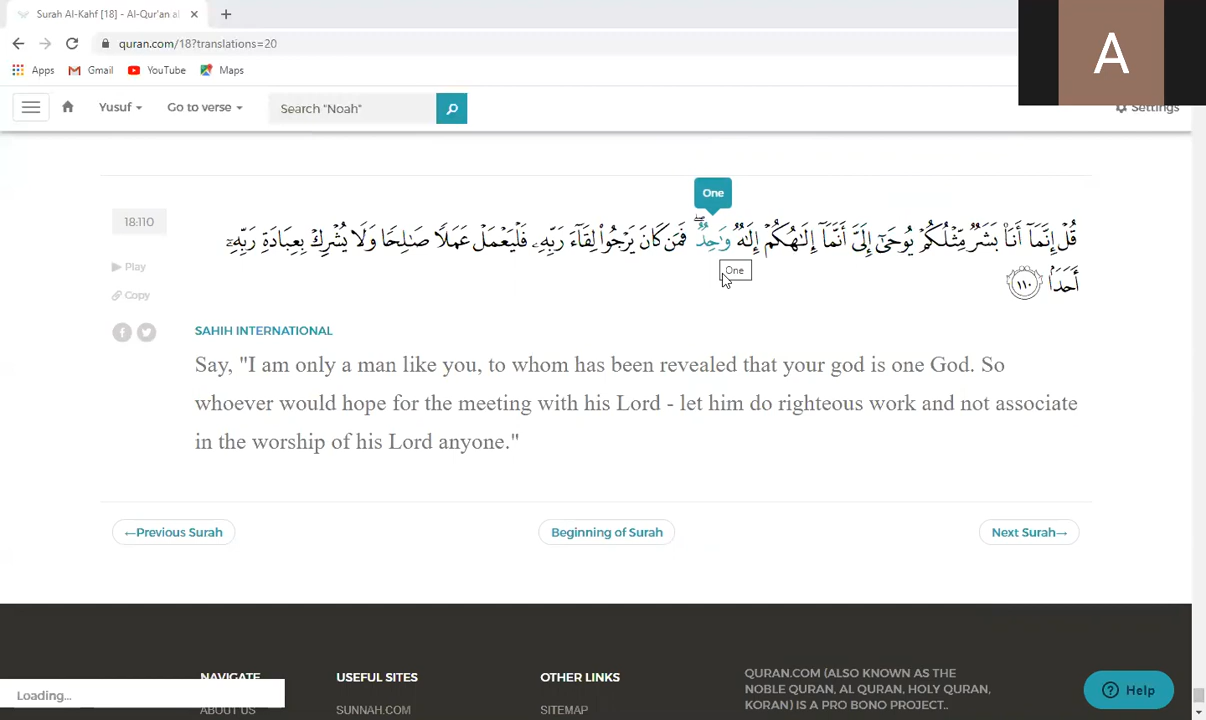 Surah Al-Kahf [18] - Al-Qur'an al
quran.com/18?translations=20
Apps Gmail YouTube Maps
A
Yusuf Go to verse Search "Noah" Settings
One
18:110
قُلْ إِنَّمَآ أَنَا۠ بَشَرٌ مِّثْلُكُمْ يُوحَىٰٓ إِلَىَّ أَنَّمَآ إِلَـٰهُكُمْ إِلَـٰهٌ وَٰحِدٌ ۖ فَمَن كَانَ يَرْجُوا۟ لِقَآءَ رَبِّهِۦ فَلْيَعْمَلْ عَمَلًا صَـٰلِحًا وَلَا يُشْرِكْ بِعِبَادَةِ رَبِّهِۦٓ
أَحَدَۢا ١١٠
One
Play
Copy
SAHIH INTERNATIONAL
Say, "I am only a man like you, to whom has been revealed that your god is one God. So
whoever would hope for the meeting with his Lord - let him do righteous work and not associate
in the worship of his Lord anyone."
←Previous Surah Beginning of Surah Next Surah→
NAVIGATE USEFUL SITES OTHER LINKS
ABOUT US SUNNAH.COM SITEMAP
QURAN.COM (ALSO KNOWN AS THE
NOBLE QURAN, AL QURAN, HOLY QURAN,
KORAN) IS A PRO BONO PROJECT..
Loading...
Help